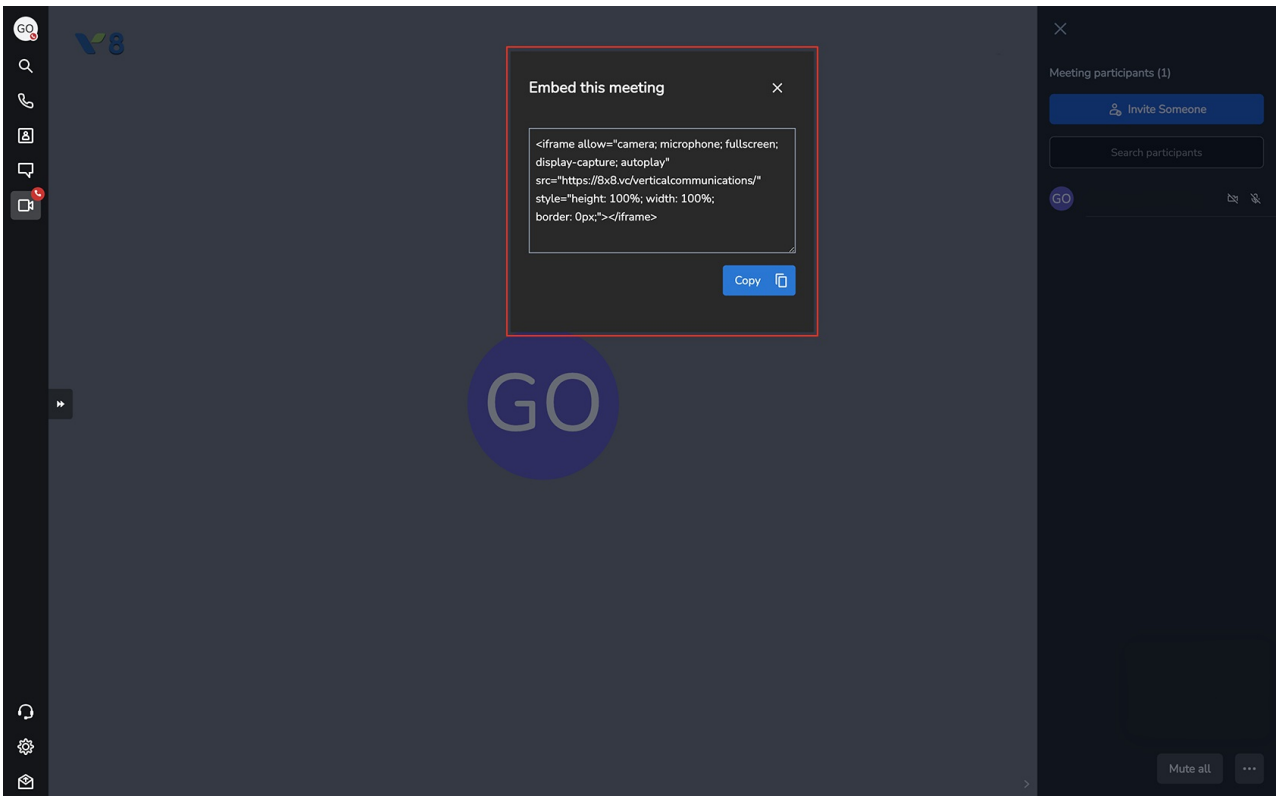 GO
8
Embed this meeting
<iframe allow="camera; microphone; fullscreen;
display-capture; autoplay"
src="https://8x8.vc/verticalcommunications/"
style="height: 100%; width: 100%;
border: 0px;"></iframe>
Copy
GO
Meeting participants (1)
Invite Someone
Search participants
GO
Mute all